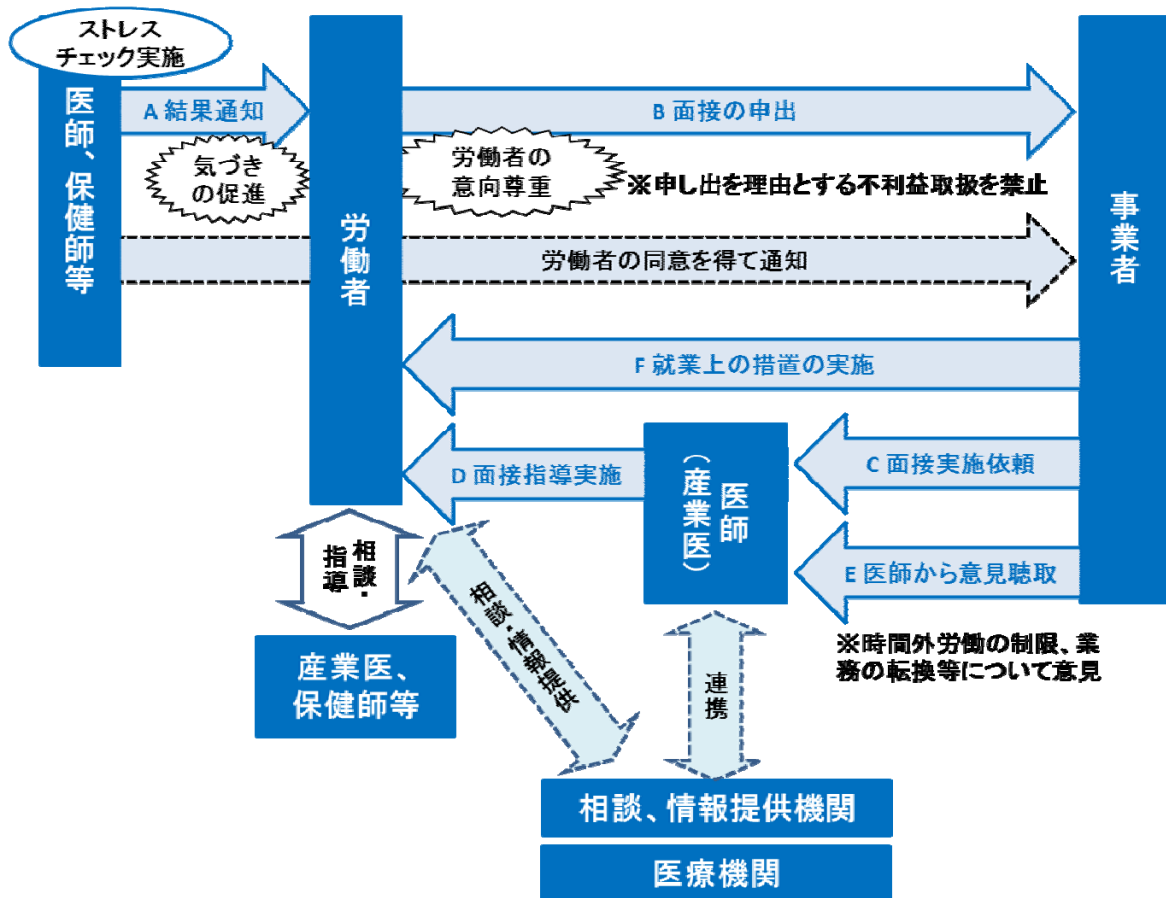 ストレス
チェック実施
医師、保健師等
A 結果通知
気づき
の促進
労働者
B 面接の申出
労働者の
意向尊重
※申し出を理由とする不利益取扱を禁止
労働者の同意を得て通知
事業者
F 就業上の措置の実施
D 面接指導実施
医師
（産業医）
C 面接実施依頼
E 医師から意見聴取
※時間外労働の制限、業
務の転換等について意見
相談・
指導
産業医、
保健師等
相談・情報提供
連携
相談、情報提供機関
医療機関